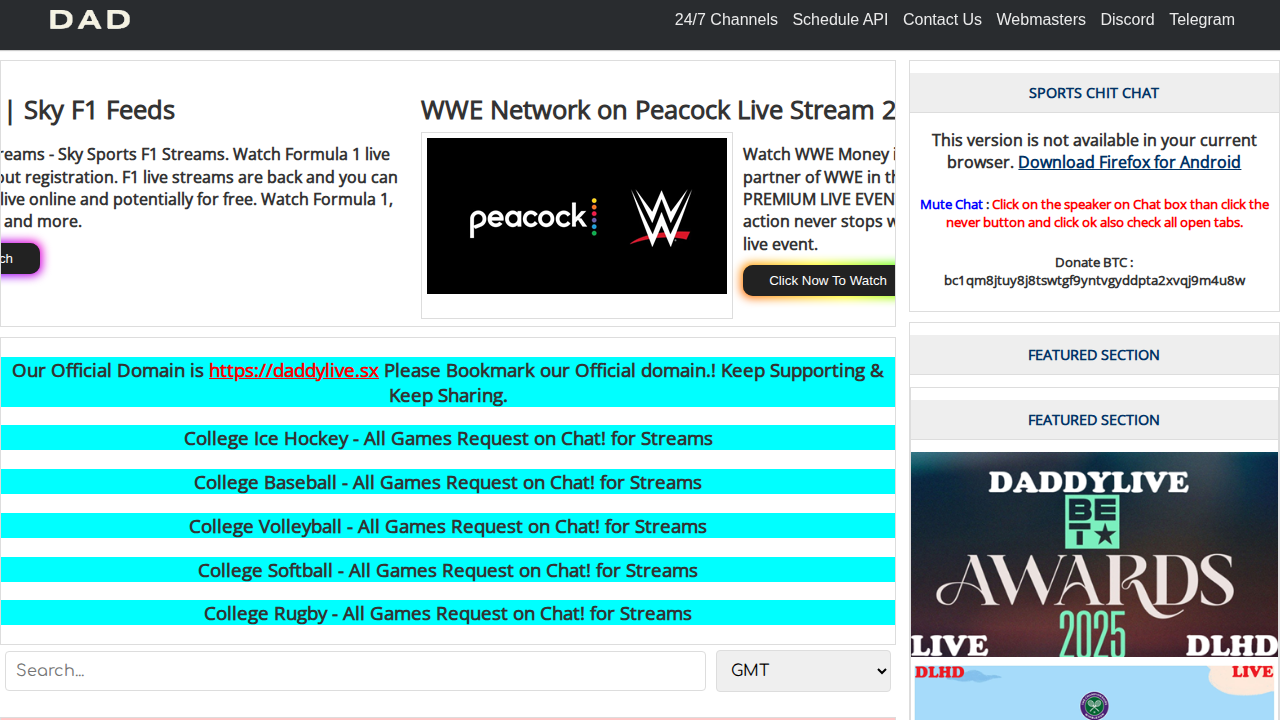 DAD
24/7 Channels Schedule API Contact Us Webmasters Discord Telegram
| Sky F1 Feeds
reams - Sky Sports F1 Streams. Watch Formula 1 live
out registration. F1 live streams are back and you can
live online and potentially for free. Watch Formula 1,
and more.
ch
WWE Network on Peacock Live Stream 2
peacock
W
Watch WWE Money i
partner of WWE in th
PREMIUM LIVE EVEN
action never stops w
live event.
Click Now To Watch
Our Official Domain is https://daddylive.sx Please Bookmark our Official domain.! Keep Supporting &
Keep Sharing.
College Ice Hockey - All Games Request on Chat! for Streams
College Baseball - All Games Request on Chat! for Streams
College Volleyball - All Games Request on Chat! for Streams
College Softball - All Games Request on Chat! for Streams
College Rugby - All Games Request on Chat! for Streams
Search...
GMT
SPORTS CHIT CHAT
This version is not available in your current
browser. Download Firefox for Android
Mute Chat : Click on the speaker on Chat box than click the
never button and click ok also check all open tabs.
Donate BTC :
bc1qm8jtuy8j8tswtgf9yntvgyddpta2xvqj9m4u8w
FEATURED SECTION
FEATURED SECTION
DADDYLIVE
BE
T
AWARDS
2025
LIVE DLHD
DLHD LIVE